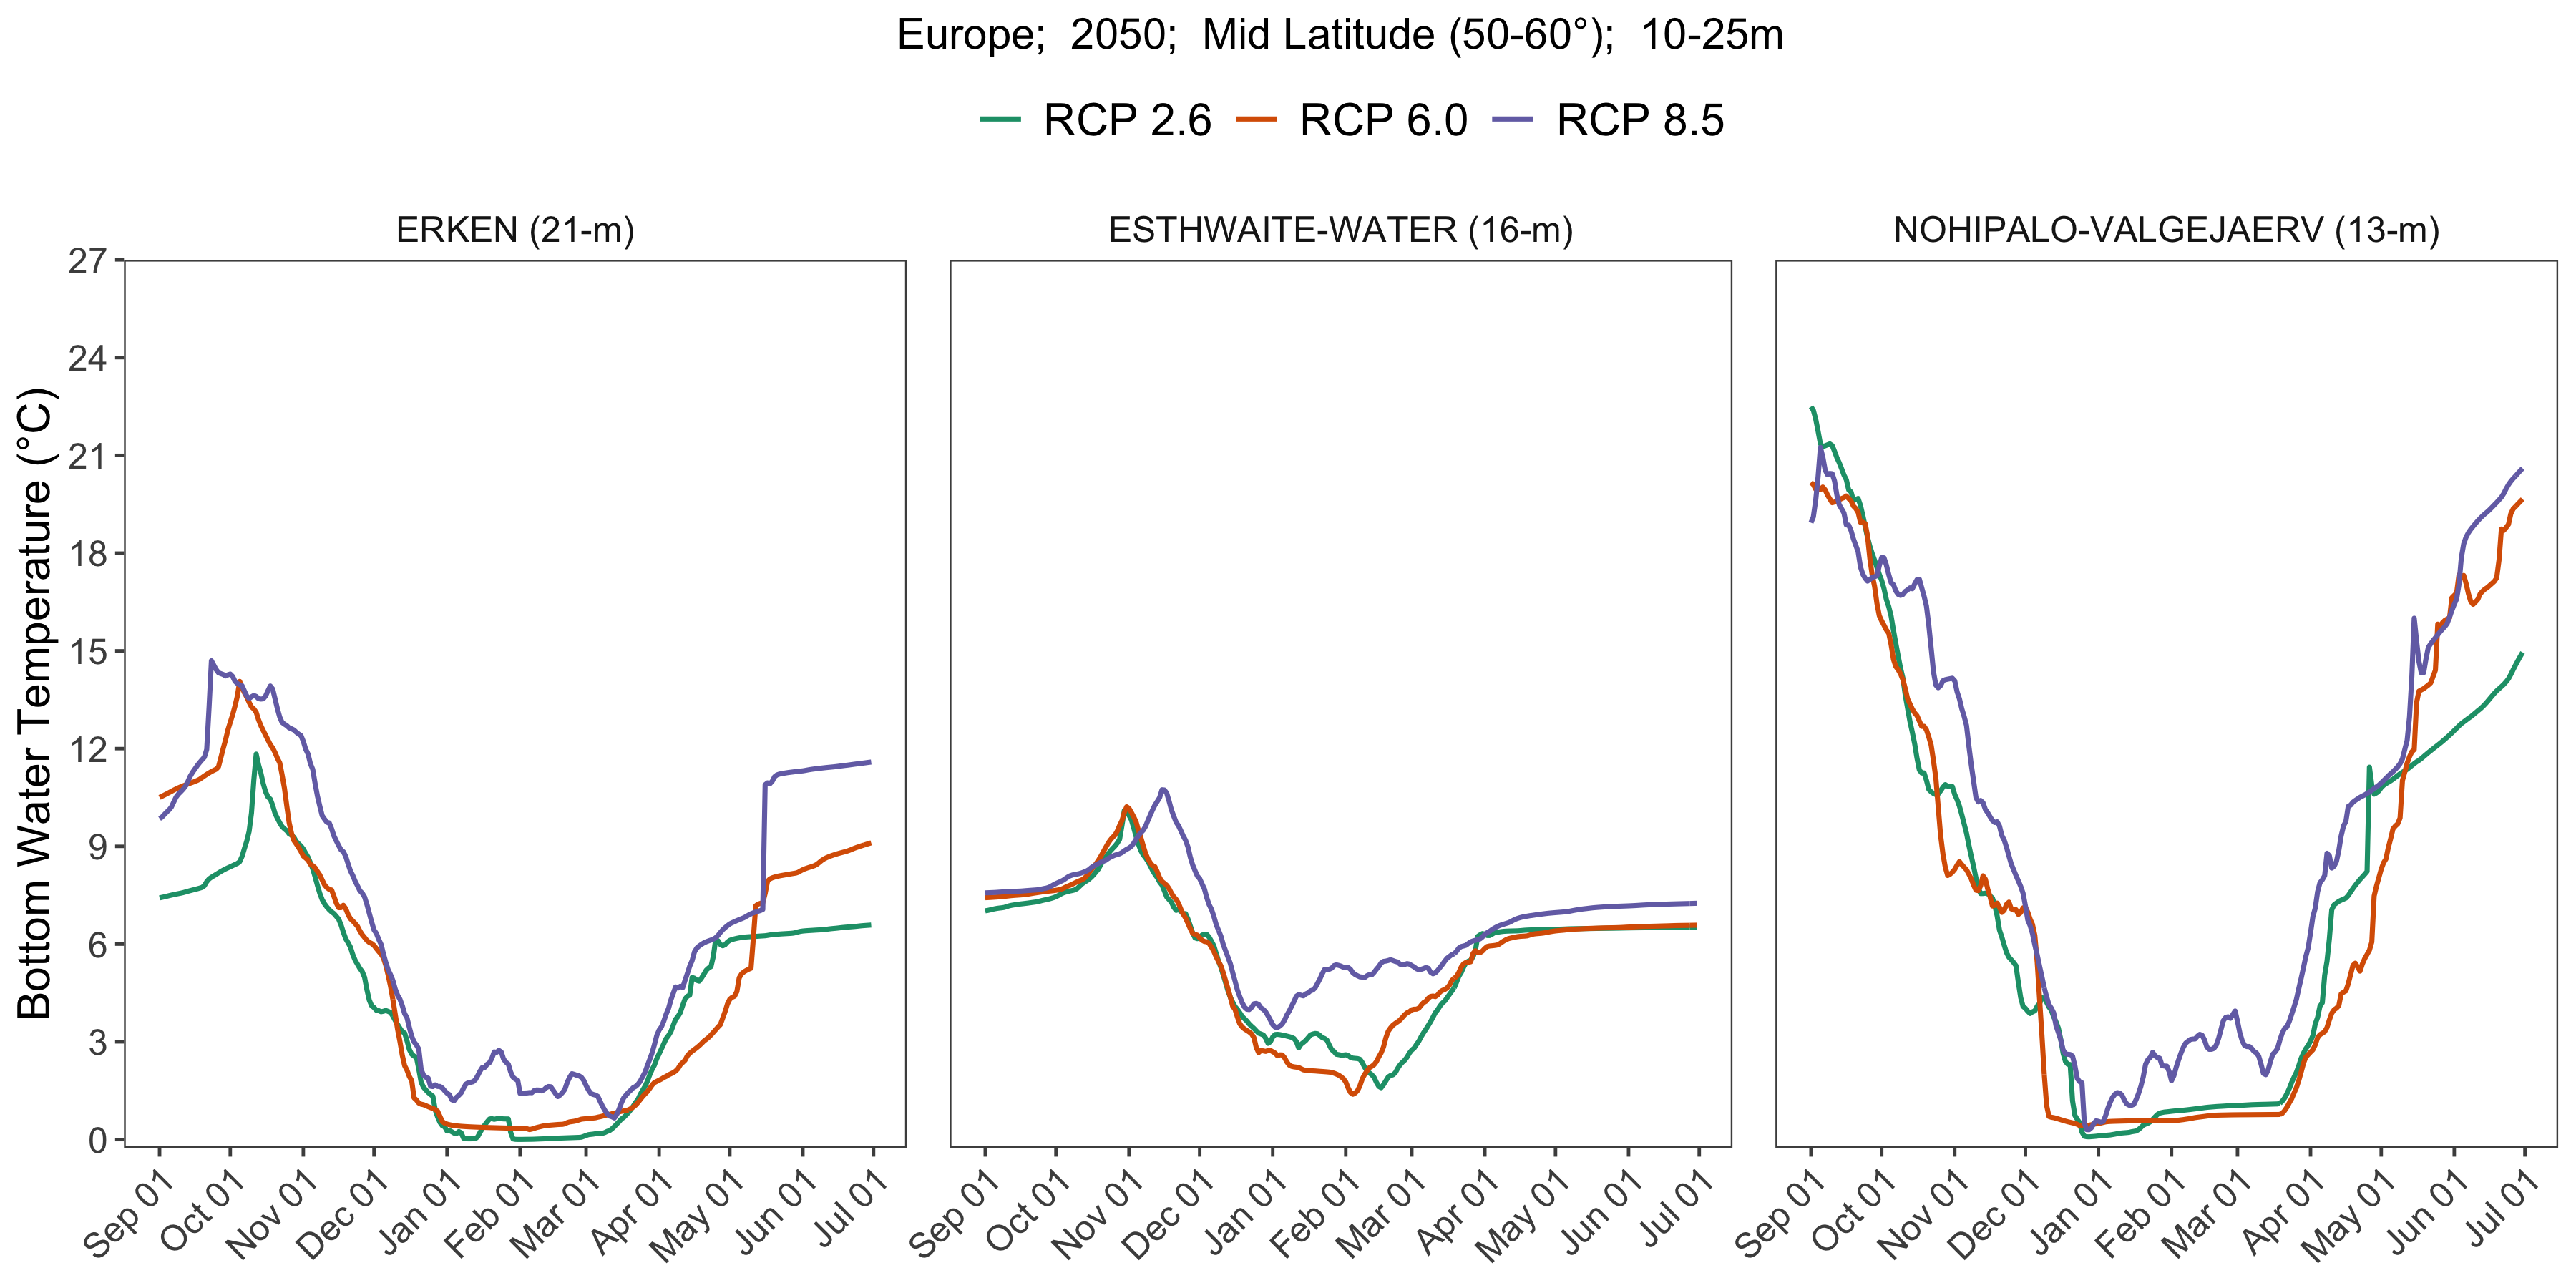 Europe;  2050;  Mid Latitude (50-60°);  10-25m
RCP 2.6 RCP 6.0 RCP 8.5
ERKEN (21-m) ESTHWAITE-WATER (16-m) NOHIPALO-VALGEJAERV (13-m)
Bottom Water Temperature (°C)
27
24
21
18
15
12
9
6
3
0
Sep 01 Oct 01 Nov 01 Dec 01 Jan 01 Feb 01 Mar 01 Apr 01 May 01 Jun 01 Jul 01
Sep 01 Oct 01 Nov 01 Dec 01 Jan 01 Feb 01 Mar 01 Apr 01 May 01 Jun 01 Jul 01
Sep 01 Oct 01 Nov 01 Dec 01 Jan 01 Feb 01 Mar 01 Apr 01 May 01 Jun 01 Jul 01